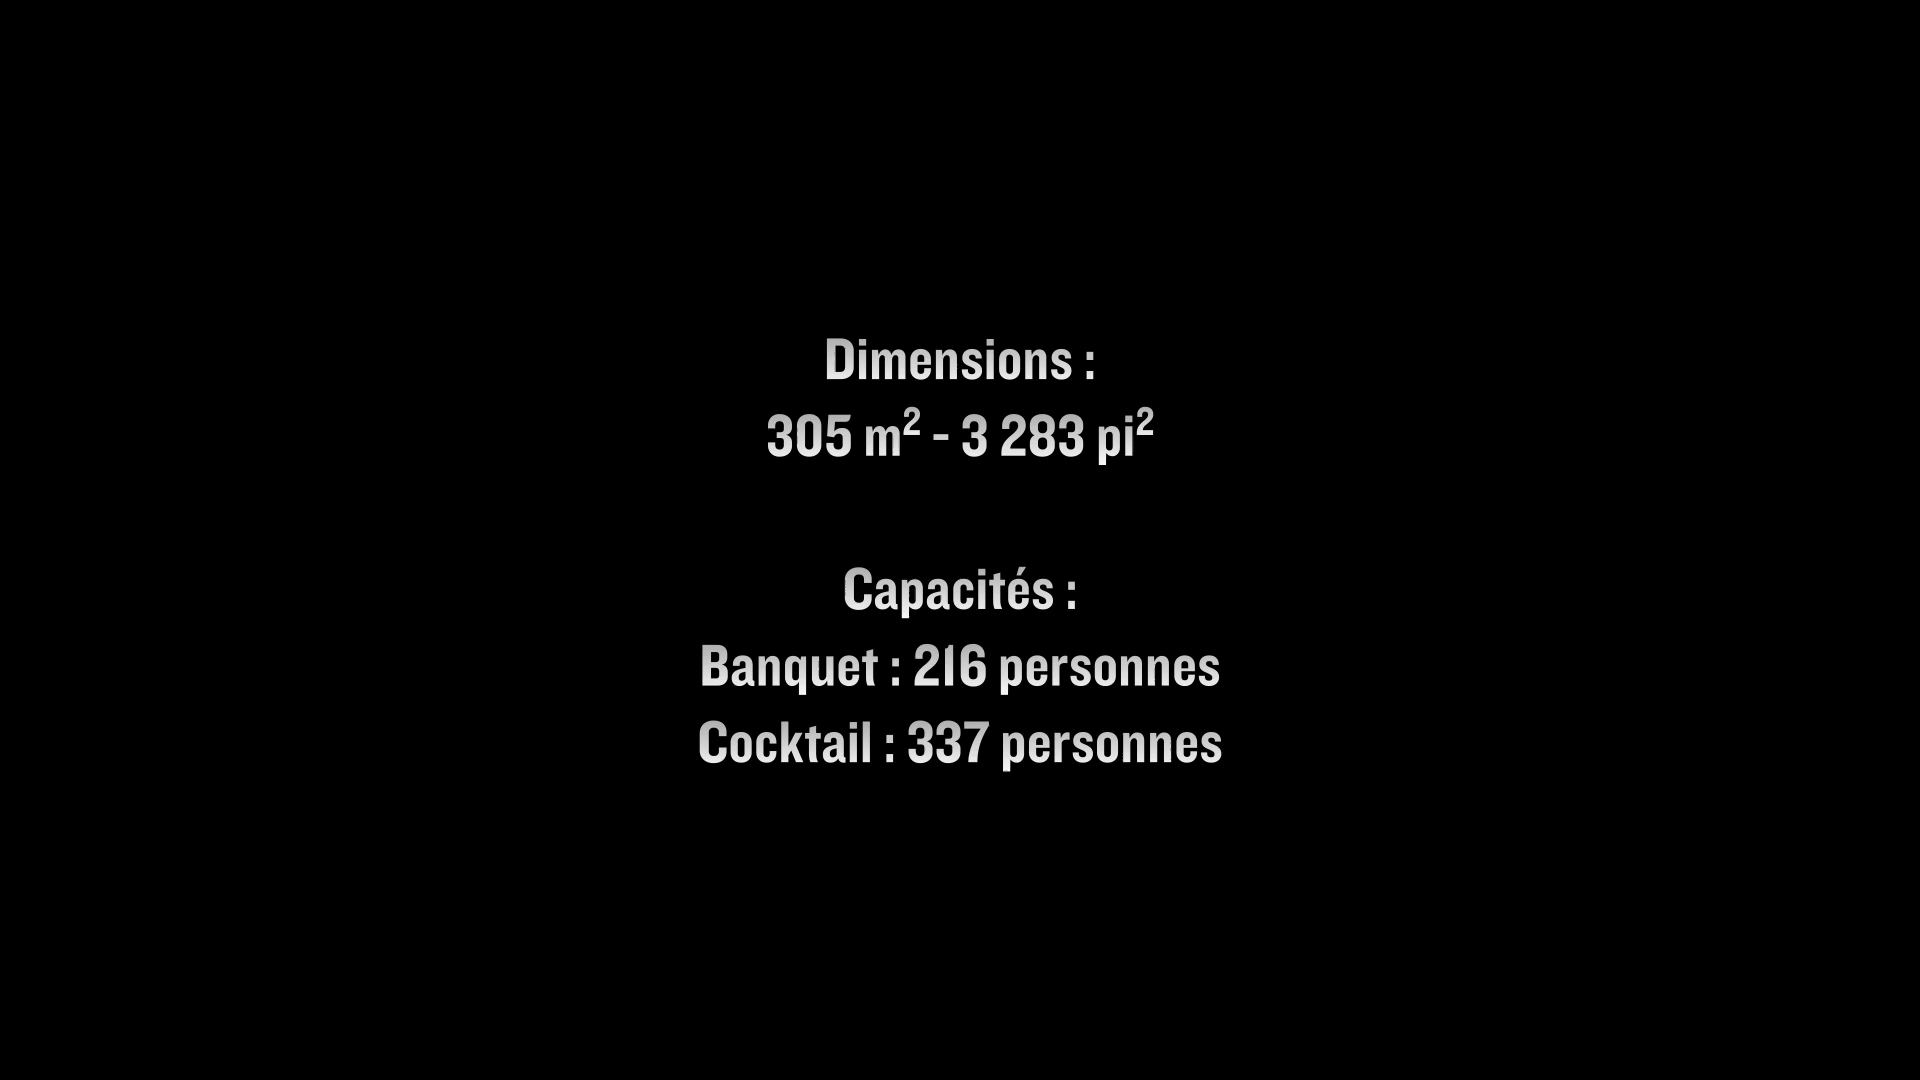 Dimensions :
305 m² - 3 283 pi²
Capacités :
Banquet : 216 personnes
Cocktail : 337 personnes